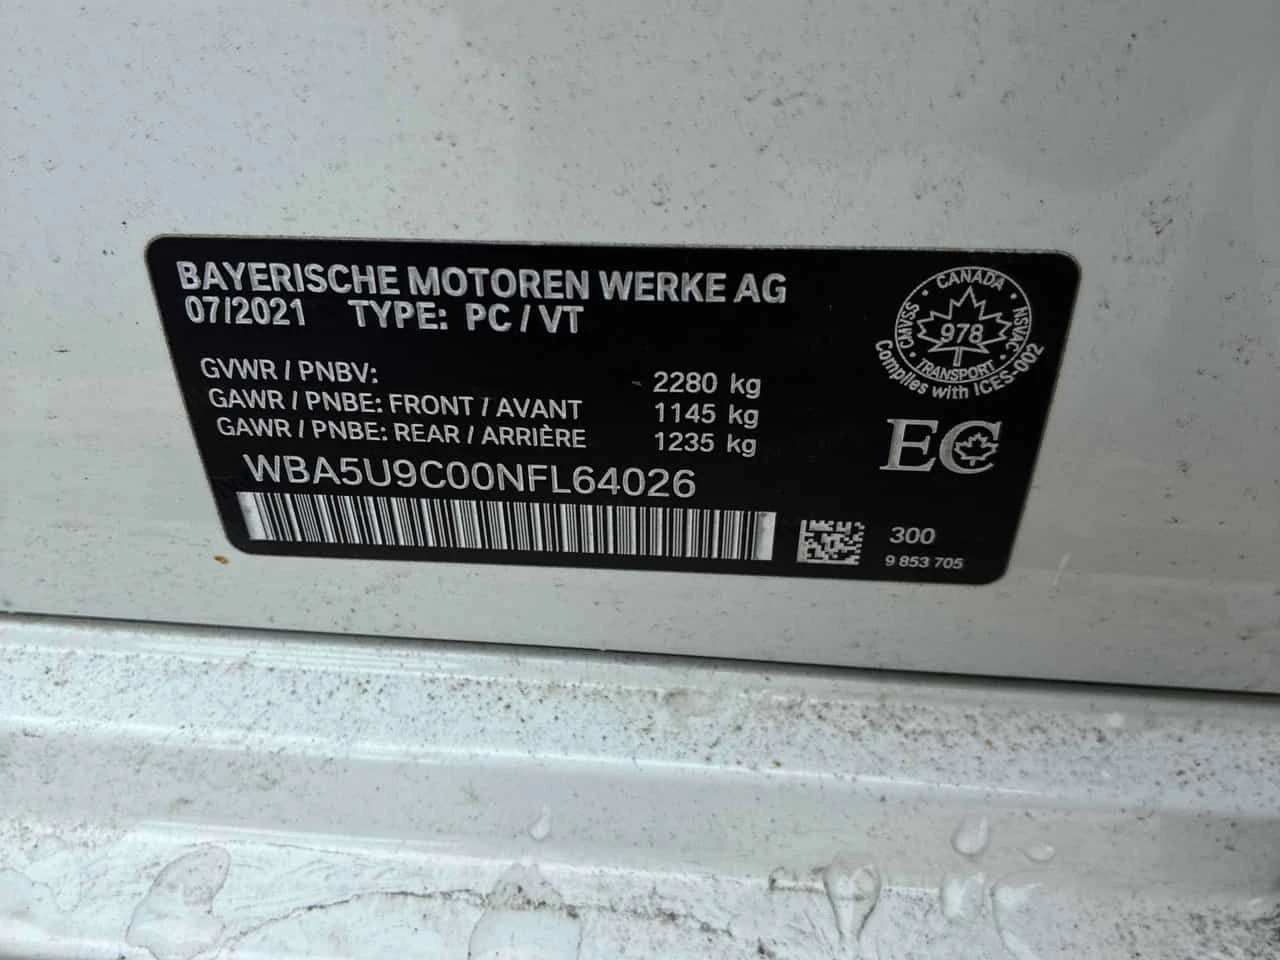 BAYERISCHE MOTOREN WERKE AG
07/2021 TYPE: PC / VT
GVWR / PNBV: 2280 kg
GAWR / PNBE: FRONT / AVANT 1145 kg
GAWR / PNBE: REAR / ARRIÈRE 1235 kg
WBA5U9C00NFL64026
CANADA
CMVSS
978
NSVAC
TRANSPORT
Complies with ICES-002
EC
300
9 853 705